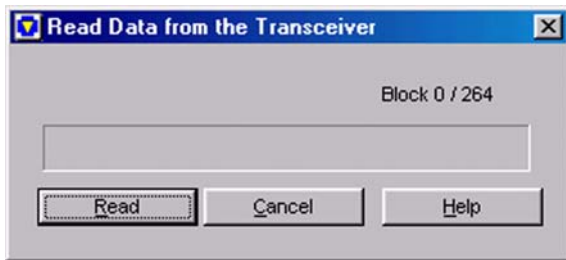 Read Data from the Transceiver
Block 0 / 264
Read Cancel Help